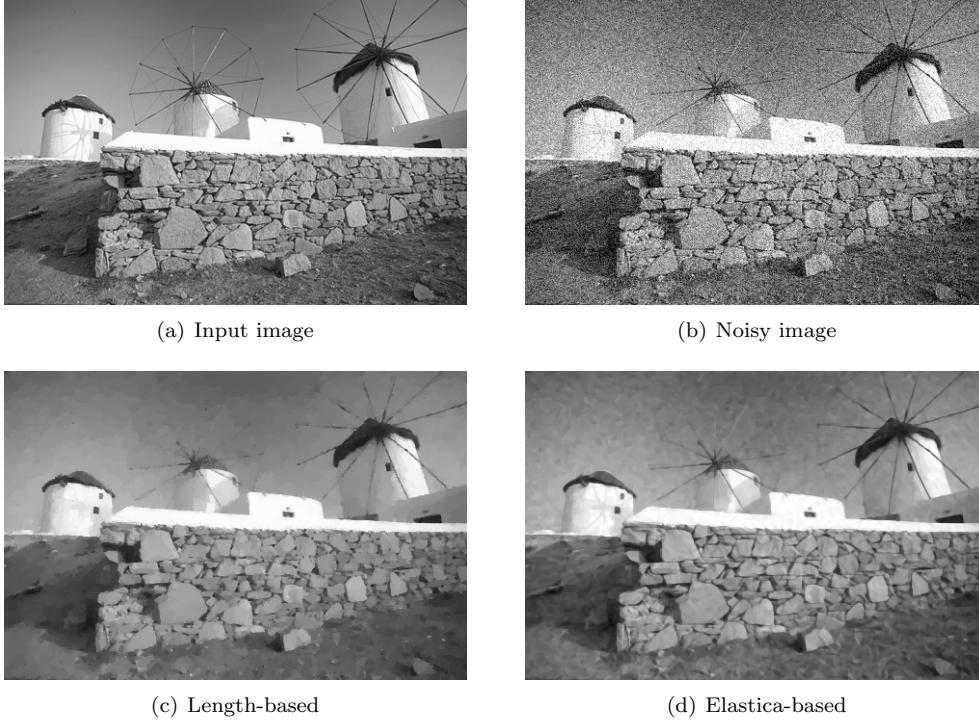 (a) Input image
(b) Noisy image
(c) Length-based
(d) Elastica-based